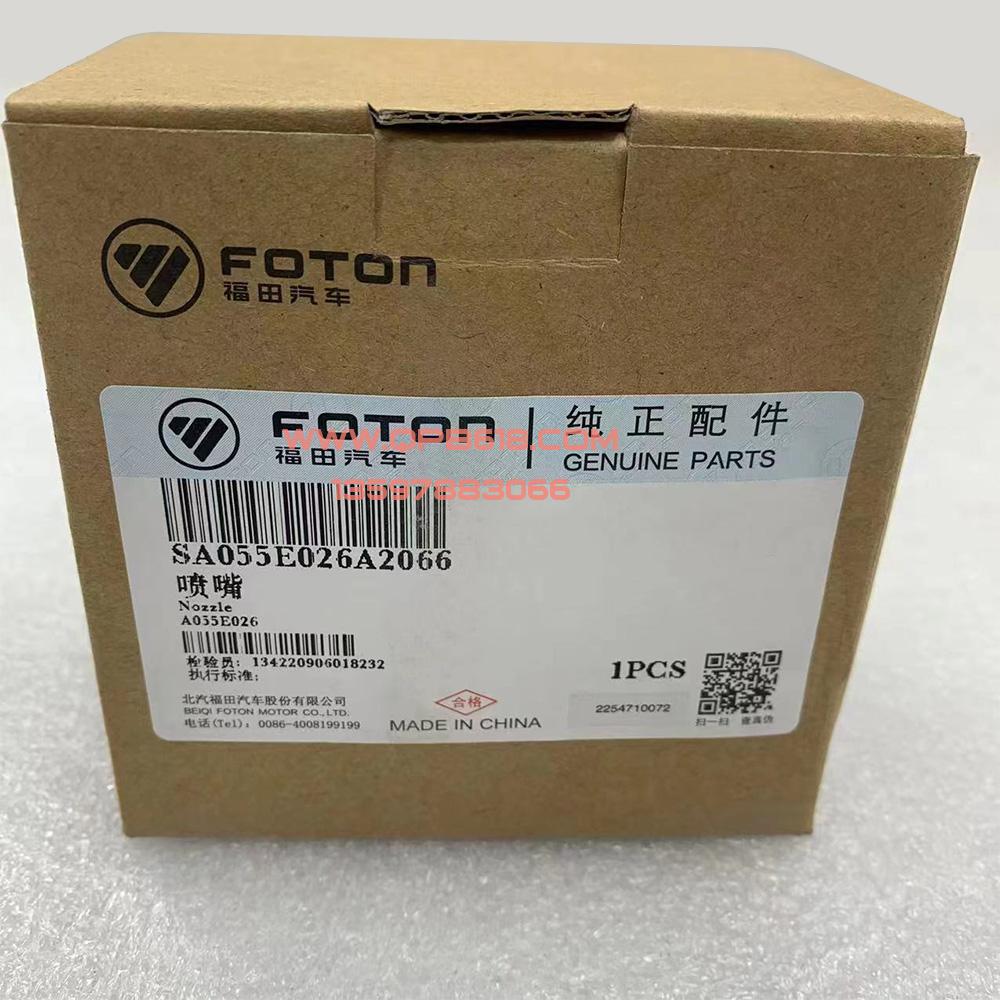 FOTON
福田汽车
FOTON
福田汽车
纯正配件
GENUINE PARTS
WWW.DPB618.COM
13597883066
SA055E026A2066
喷嘴
Nozzle
A055E026
检验员: 134220906018232
执行标准:
1PCS
北汽福田汽车股份有限公司
BEIQI FOTON MOTOR CO., LTD.
电话(Tel): 0086-4008199199
合格
MADE IN CHINA
2254710072
扫一扫 查真伪